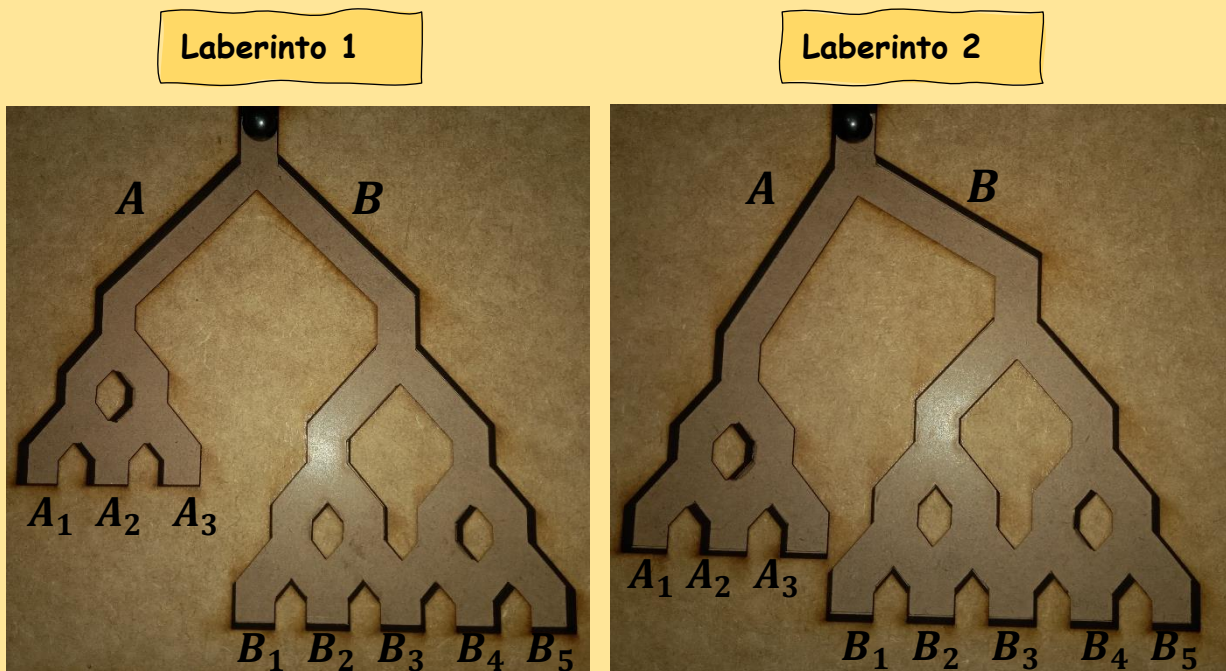 Laberinto 1
Laberinto 2
A B
A₁ A₂ A₃
B₁ B₂ B₃ B₄ B₅
A B
A₁ A₂ A₃
B₁ B₂ B₃ B₄ B₅